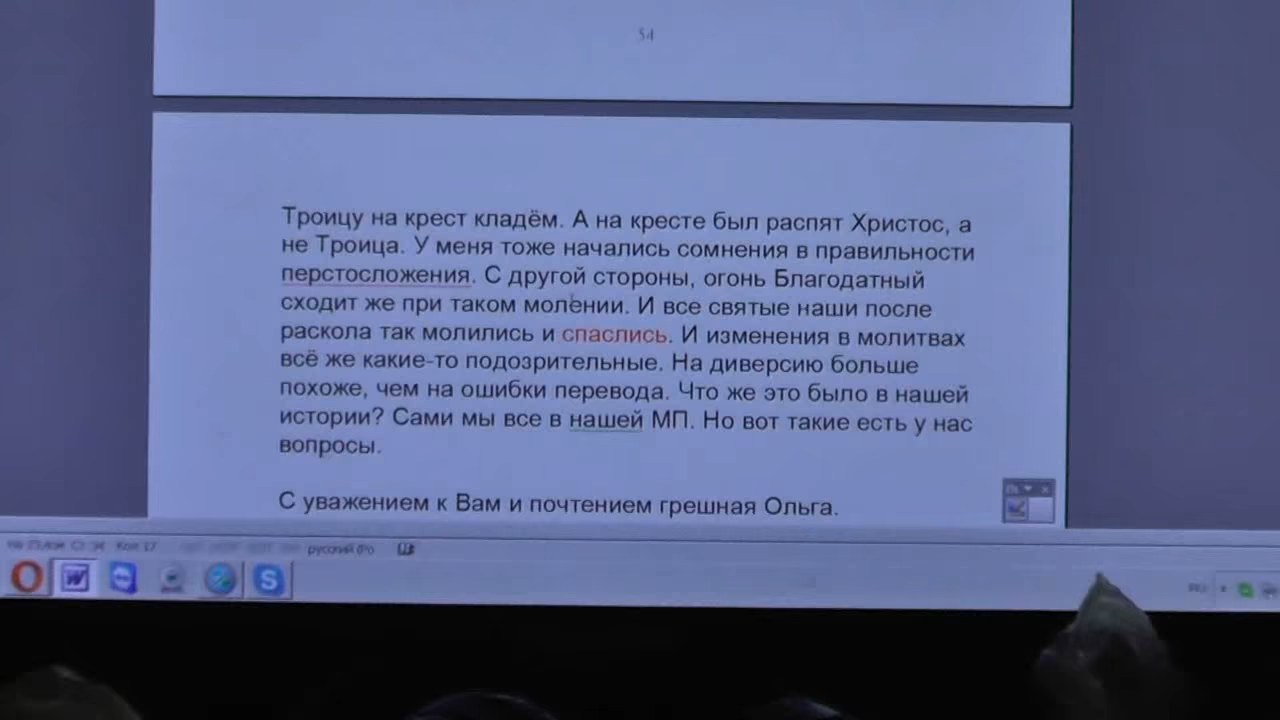 54
Троицу на крест кладём. А на кресте был распят Христос, а
не Троица. У меня тоже начались сомнения в правильности
перстосложения. С другой стороны, огонь Благодатный
сходит же при таком молении. И все святые наши после
раскола так молились и спаслись. И изменения в молитвах
всё же какие-то подозрительные. На диверсию больше
похоже, чем на ошибки перевода. Что же это было в нашей
истории? Сами мы все в нашей МП. Но вот такие есть у нас
вопросы.
С уважением к Вам и почтением грешная Ольга.
русский (Ро